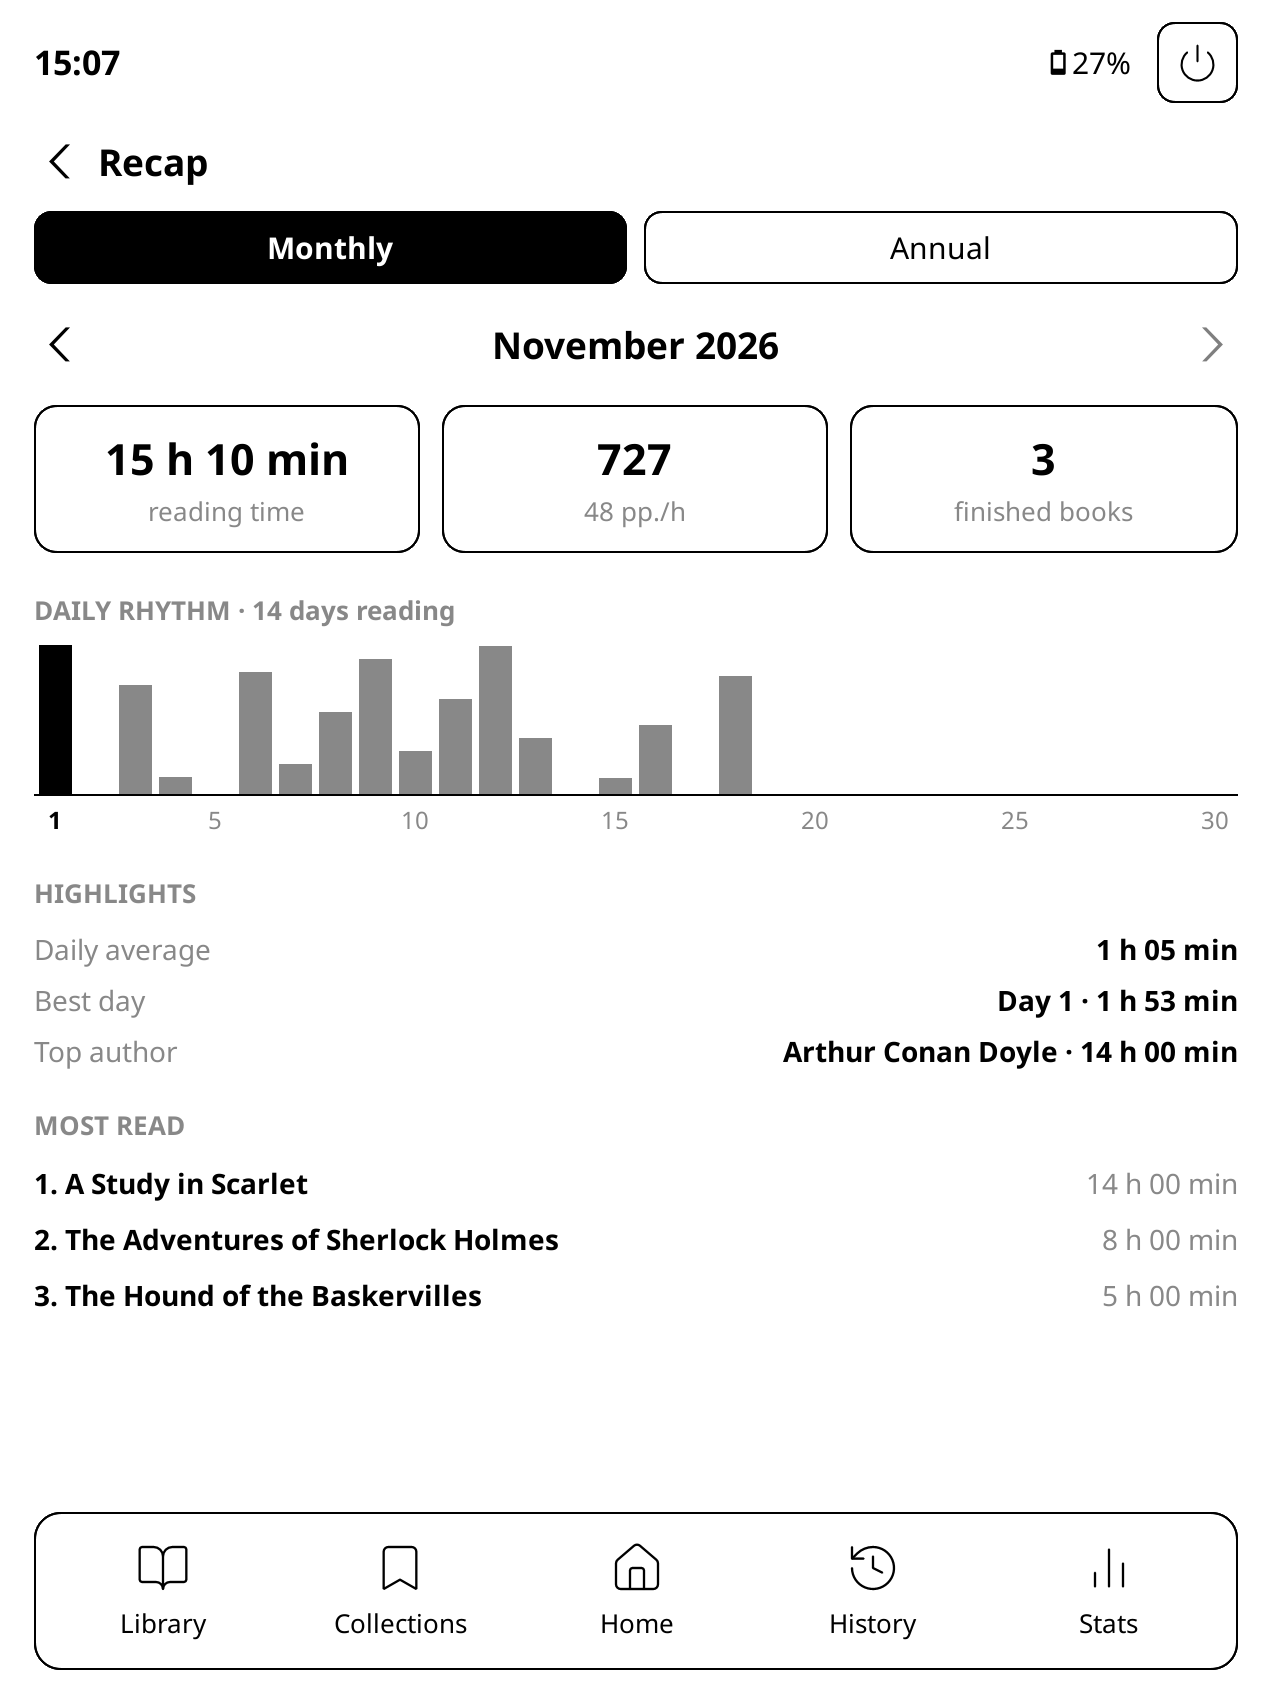 15:07
27%
Recap
Monthly Annual
November 2026
15 h 10 min 727 3
reading time 48 pp./h finished books
DAILY RHYTHM · 14 days reading
1 5 10 15 20 25 30
HIGHLIGHTS
Daily average 1 h 05 min
Best day Day 1 · 1 h 53 min
Top author Arthur Conan Doyle · 14 h 00 min
MOST READ
1. A Study in Scarlet 14 h 00 min
2. The Adventures of Sherlock Holmes 8 h 00 min
3. The Hound of the Baskervilles 5 h 00 min
Library Collections Home History Stats